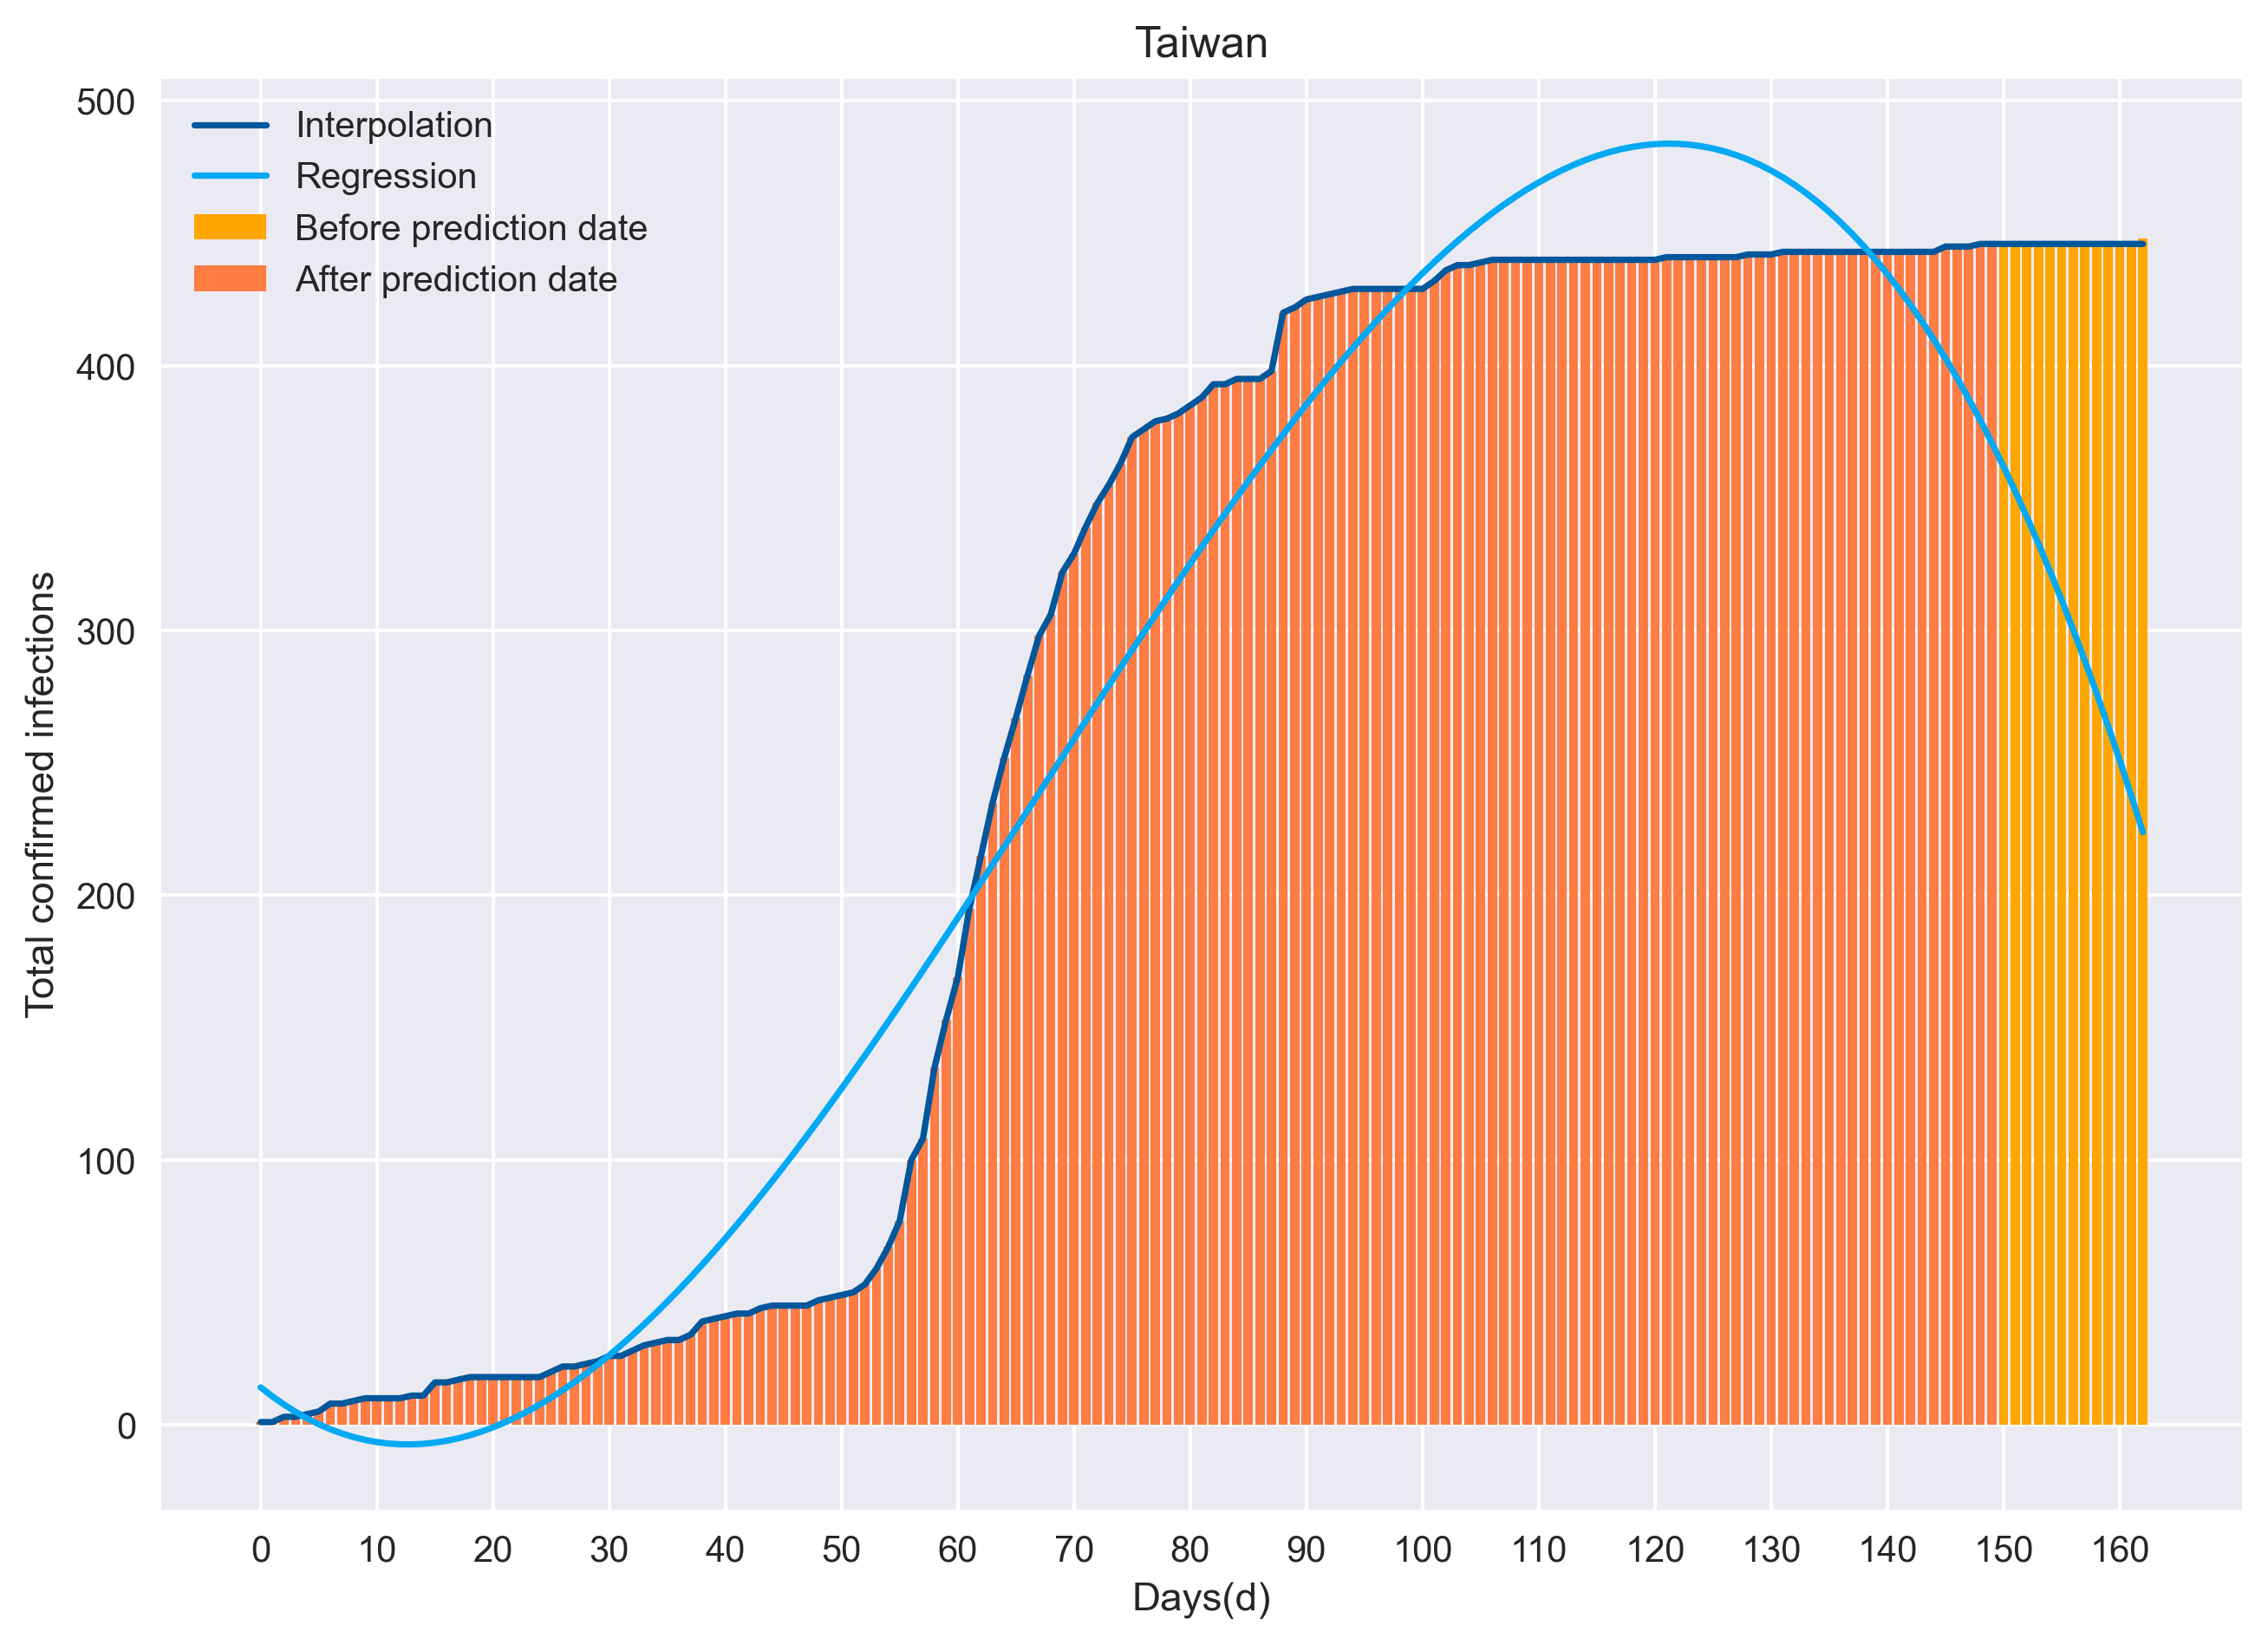 Taiwan
500
400
300
200
100
0
Interpolation
Regression
Before prediction date
After prediction date
Total confirmed infections
0 10 20 30 40 50 60 70 80 90 100 110 120 130 140 150 160
Days(d)